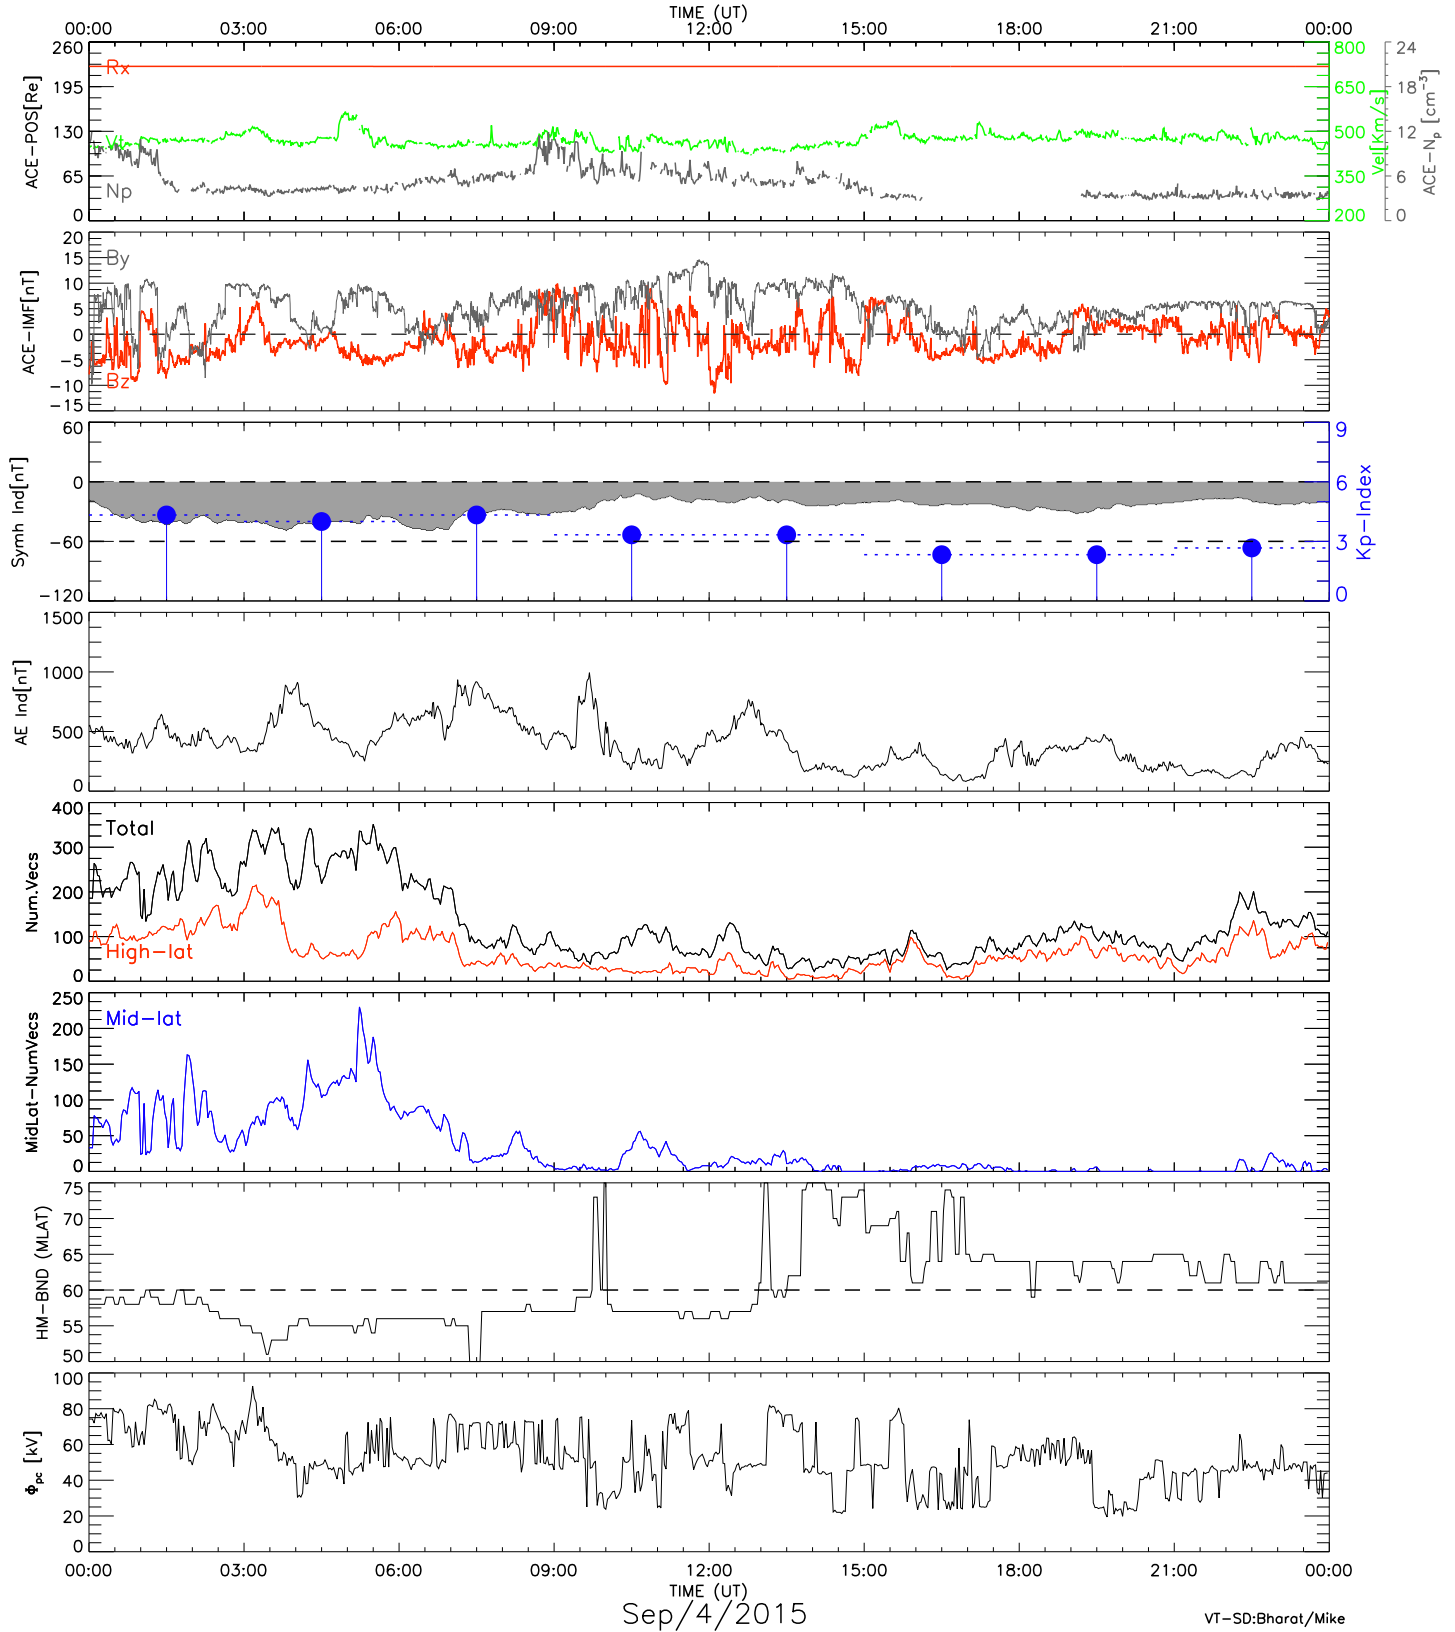 TIME (UT)
00:00 03:00 06:00 09:00 12:00 15:00 18:00 21:00 00:00
ACE-POS[Re]
260
195
130
65
0
Rx
Vx
Np
800
650
500
350
200
Vel[Km/s]
24
18
12
6
0
ACE-Np [cm-3]
ACE-IMF[nT]
20
15
10
5
0
-5
-10
-15
By
Bz
Symh Ind[nT]
60
0
-60
-120
9
6
3
0
Kp-Index
AE Ind[nT]
1500
1000
500
0
Num.Vecs
400
300
200
100
0
Total
High-lat
MidLat-NumVecs
250
200
150
100
50
0
Mid-lat
HM-BND (MLAT)
75
70
65
60
55
50
Φpc [kV]
100
80
60
40
20
0
00:00 03:00 06:00 09:00 12:00 15:00 18:00 21:00 00:00
TIME (UT)
Sep/4/2015
VT-SD:Bharat/Mike